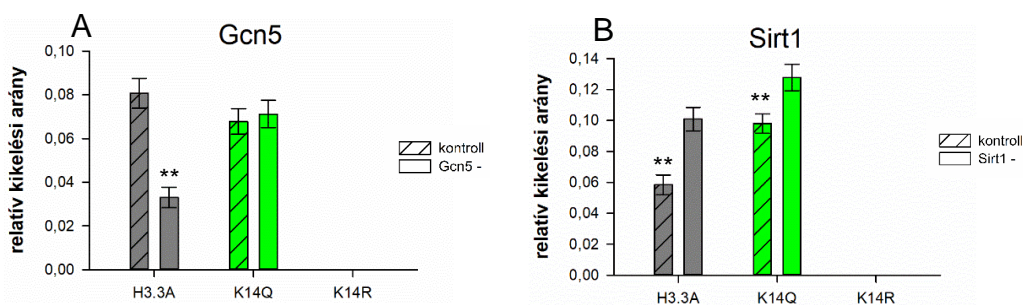 A
Gcn5
relatív kikelési arány
0,10
0,08
0,06
0,04
0,02
0,00
**
H3.3A
K14Q
K14R
kontroll
Gcn5 -
B
Sirt1
relatív kikelési arány
0,14
0,12
0,10
0,08
0,06
0,04
0,02
0,00
**
**
H3.3A
K14Q
K14R
kontroll
Sirt1 -